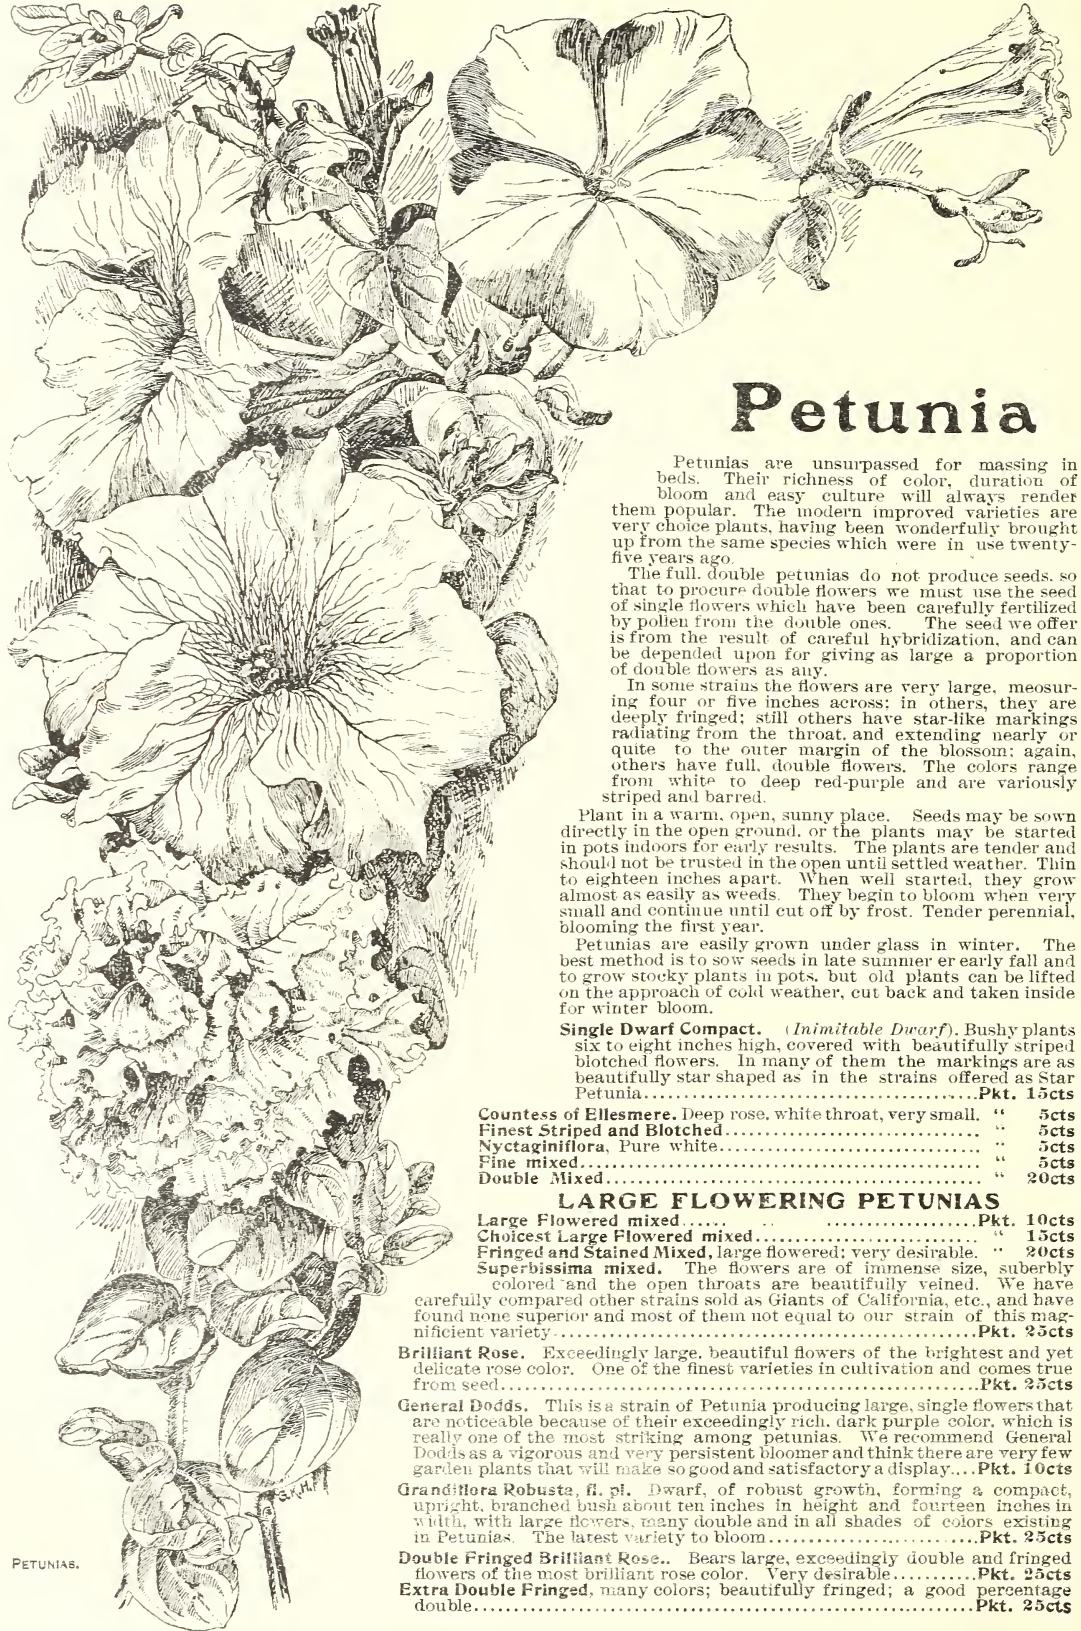 Petunia
Petunias are unsurpassed for massing in
beds. Their richness of color, duration of
bloom and easy culture will always render
them popular. The modern improved varieties are
very choice plants, having been wonderfully brought
up from the same species which were in use twenty-
five years ago.
The full, double petunias do not produce seeds, so
that to procure double flowers we must use the seed
of single flowers which have been carefully fertilized
by pollen from the double ones. The seed we offer
is from the result of careful hybridization, and can
be depended upon for giving as large a proportion
of double flowers as any.
In some strains the flowers are very large, meosur-
ing four or five inches across; in others, they are
deeply fringed; still others have star-like markings
radiating from the throat, and extending nearly or
quite to the outer margin of the blossom; again,
others have full, double flowers. The colors range
from white to deep red-purple and are variously
striped and barred.
Plant in a warm, open, sunny place. Seeds may be sown
directly in the open ground, or the plants may be started
in pots indoors for early results. The plants are tender and
should not be trusted in the open until settled weather. Thin
to eighteen inches apart. When well started, they grow
almost as easily as weeds. They begin to bloom when very
small and continue until cut off by frost. Tender perennial,
blooming the first year.
Petunias are easily grown under glass in winter. The
best method is to sow seeds in late summer er early fall and
to grow stocky plants in pots, but old plants can be lifted
on the approach of cold weather, cut back and taken inside
for winter bloom.
Single Dwarf Compact. (Inimitable Dwarf). Bushy plants
six to eight inches high, covered with beautifully striped
blotched flowers. In many of them the markings are as
beautifully star shaped as in the strains offered as Star
Petunia....Pkt. 15cts
Countess of Ellesmere. Deep rose, white throat, very small. " 5cts
Finest Striped and Blotched.... " 5cts
Nyctaginiflora, Pure white.... " 5cts
Fine mixed.... " 5cts
Double Mixed.... " 20cts
LARGE FLOWERING PETUNIAS
Large Flowered mixed.... Pkt. 10cts
Choicest Large Flowered mixed.... " 15cts
Fringed and Stained Mixed, large flowered; very desirable. " 20cts
Superbissima mixed. The flowers are of immense size, suberbly
colored and the open throats are beautifully veined. We have
carefully compared other strains sold as Giants of California, etc., and have
found none superior and most of them not equal to our strain of this mag-
nificient variety....Pkt. 25cts
Brilliant Rose. Exceedingly large, beautiful flowers of the brightest and yet
delicate rose color. One of the finest varieties in cultivation and comes true
from seed....Pkt. 25cts
General Dodds. This is a strain of Petunia producing large, single flowers that
are noticeable because of their exceedingly rich, dark purple color, which is
really one of the most striking among petunias. We recommend General
Dodds as a vigorous and very persistent bloomer and think there are very few
garden plants that will make so good and satisfactory a display....Pkt. 10cts
Grandiflora Robusta, fl. pl. Dwarf, of robust growth, forming a compact,
upright, branched bush about ten inches in height and fourteen inches in
width, with large flowers, many double and in all shades of colors existing
in Petunias. The latest variety to bloom....Pkt. 25cts
Double Fringed Brilliant Rose.. Bears large, exceedingly double and fringed
flowers of the most brilliant rose color. Very desirable....Pkt. 25cts
Extra Double Fringed, many colors; beautifully fringed; a good percentage
double....Pkt. 25cts
G.K.H.
PETUNIAS.